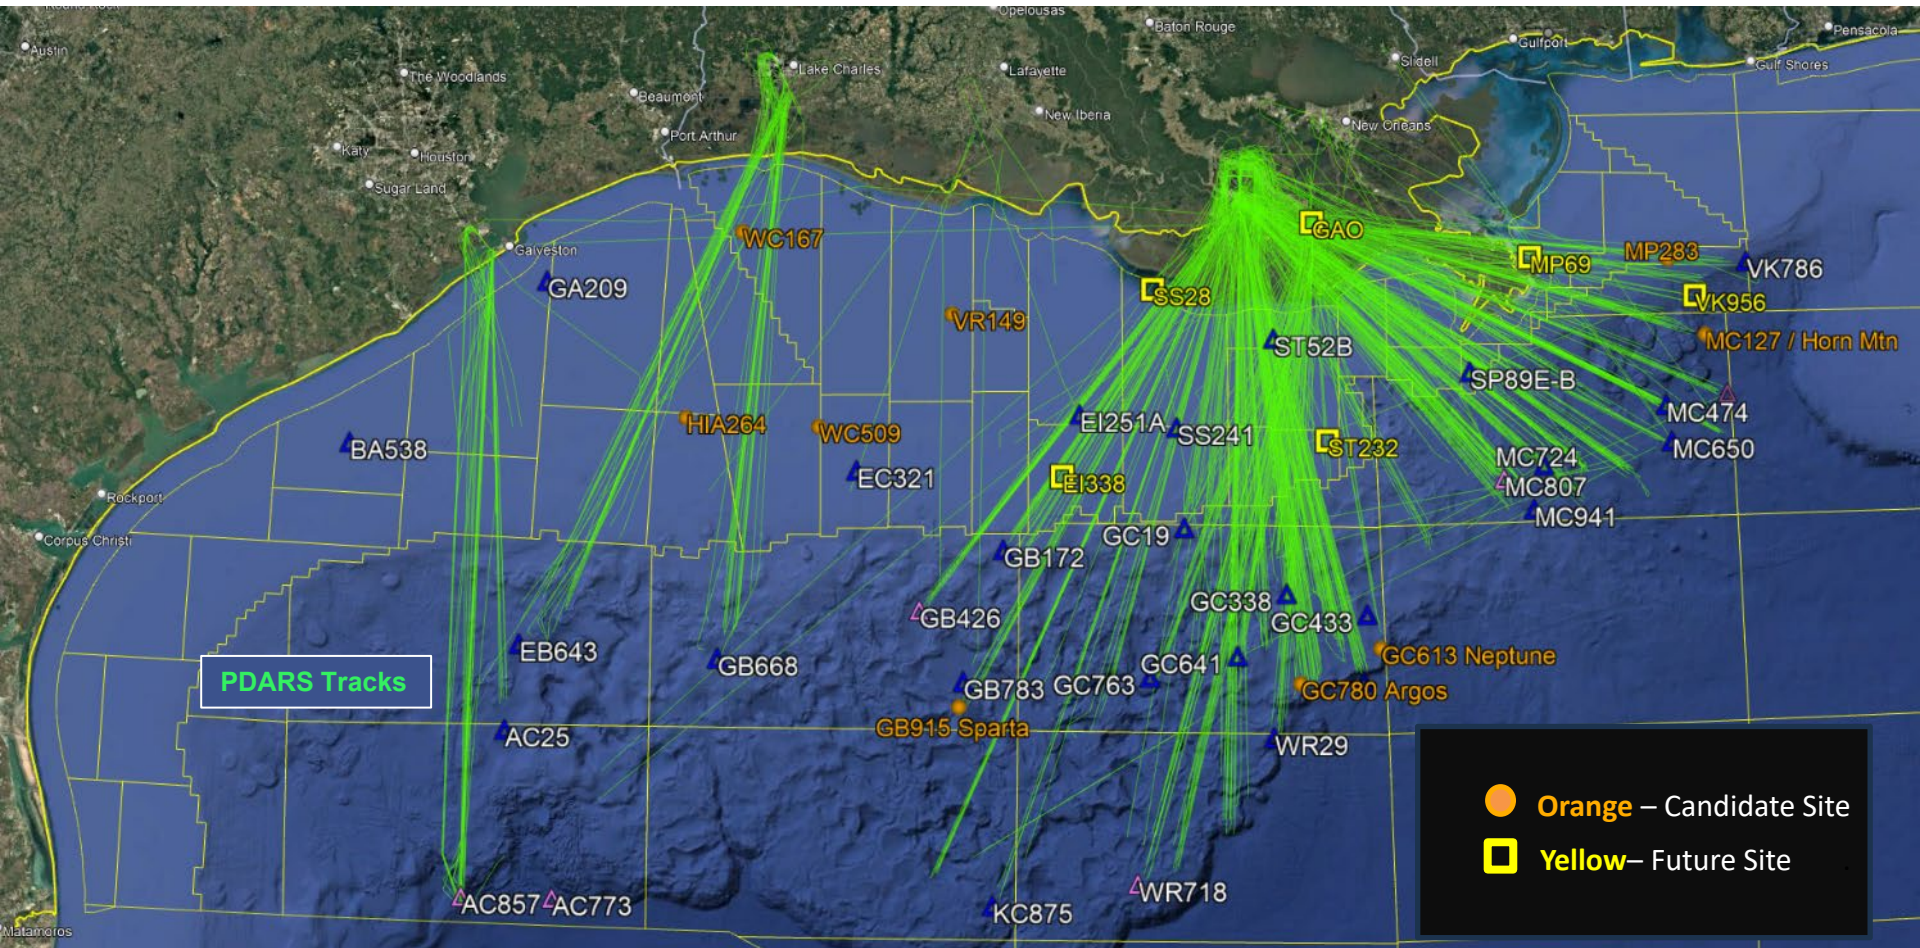 Round Rock
Opelousas
Baton Rouge
Pensacola
Austin
Gulfport
Slidell
Gulf Shores
The Woodlands
Lake Charles
Lafayette
Beaumont
New Iberia
New Orleans
Port Arthur
Katy
Houston
Sugar Land
Galveston
WC167
GAO
MP69
MP283
VK786
GA209
SS28
VK956
VR149
MC127 / Horn Mtn
ST52B
SP89E-B
MC474
HIA264
WC509
EI251A
SS241
ST232
MC650
BA538
MC724
EC321
EI338
MC807
Rockport
MC941
Corpus Christi
GC19
GB172
GC338
GB426
GC433
EB643
GB668
GC641
GC613 Neptune
PDARS Tracks
GB783
GC763
GC780 Argos
GB915 Sparta
AC25
WR29
Orange – Candidate Site
Yellow– Future Site
AC857
AC773
WR718
KC875
Matamoros